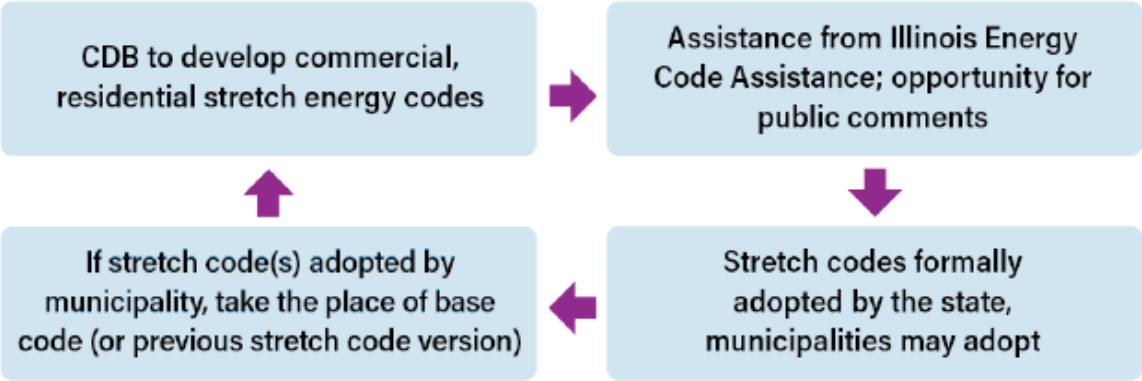 CDB to develop commercial,
residential stretch energy codes
Assistance from Illinois Energy
Code Assistance; opportunity for
public comments
Stretch codes formally
adopted by the state,
municipalities may adopt
If stretch code(s) adopted by
municipality, take the place of base
code (or previous stretch code version)